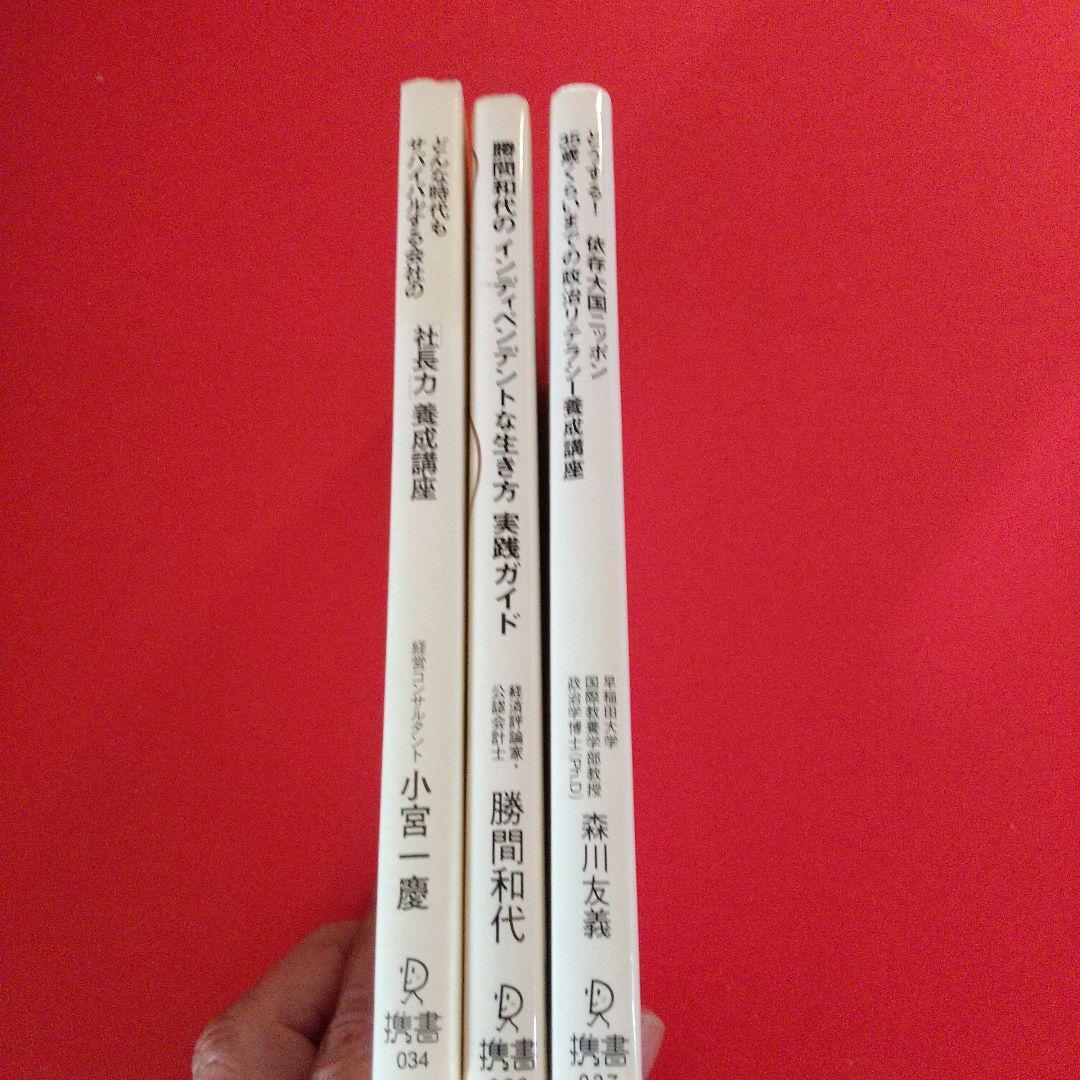 どんな時代も
サバイバルする会社の
「社長力」養成講座
経営コンサルタント
小宮一慶
携書
034
勝間和代の インディペンデントな生き方 実践ガイド
経済評論家・
公認会計士
勝間和代
携書
どうする! 依存大国ニッポン
35歳くらいまでの政治リテラシー養成講座
早稲田大学
国際教養学部教授
政治学博士(Ph.D)
森川友義
携書